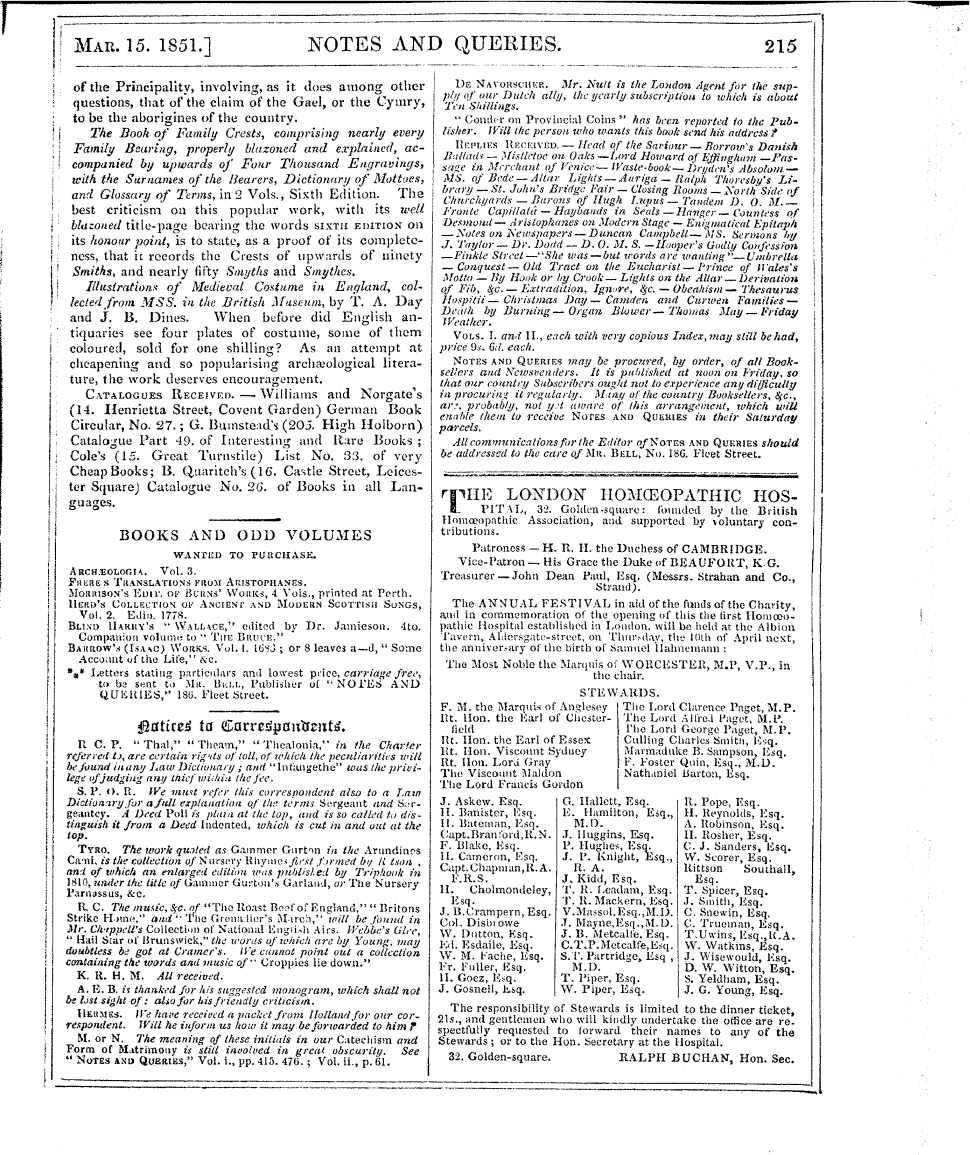 MAR. 15. 1851.] NOTES AND QUERIES. 215
of the Principality, involving, as it does among other
questions, that of the claim of the Gael, or the Cymry,
to be the aborigines of the country.
The Book of Family Crests, comprising nearly every
Family Bearing, properly blazoned and explained, ac-
companied by upwards of Four Thousand Engravings,
with the Surnames of the Bearers, Dictionary of Mottoes,
and Glossary of Terms, in 2 Vols., Sixth Edition. The
best criticism on this popular work, with its well
blazoned title-page bearing the words SIXTH EDITION on
its honour point, is to state, as a proof of its complete-
ness, that it records the Crests of upwards of ninety
Smiths, and nearly fifty Smyths and Smythes.
Illustrations of Medieval Costume in England, col-
lected from MSS. in the British Museum, by T. A. Day
and J. B. Dines. When before did English an-
tiquaries see four plates of costume, some of them
coloured, sold for one shilling? As an attempt at
cheapening and so popularising archæological litera-
ture, the work deserves encouragement.
CATALOGUES RECEIVED. — Williams and Norgate's
(14. Henrietta Street, Covent Garden) German Book
Circular, No. 27.; G. Bumstead's (205. High Holborn)
Catalogue Part 49. of Interesting and Rare Books;
Cole's (15. Great Turnstile) List No. 33. of very
Cheap Books; B. Quaritch's (16. Castle Street, Leices-
ter Square) Catalogue No. 26. of Books in all Lan-
guages.
BOOKS AND ODD VOLUMES
WANTED TO PURCHASE.
ARCHÆOLOGIA. Vol. 3.
FRERE'S TRANSLATIONS FROM ARISTOPHANES.
MORRISON'S EDIT. OF BURNS' WORKS, 4 Vols., printed at Perth.
HERD'S COLLECTION OF ANCIENT AND MODERN SCOTTISH SONGS,
Vol. 2. Edin. 1778.
BLIND HARRY'S "WALLACE," edited by Dr. Jamieson. 4to.
Companion volume to "THE BRUCE."
BARROW'S (ISAAC) WORKS. Vol. I. 1683; or 8 leaves a—d, "Some
Account of the Life," &c.
*** Letters stating particulars and lowest price, carriage free,
to be sent to MR. BELL, Publisher of "NOTES AND
QUERIES," 186. Fleet Street.
Notices to Correspondents.
R. C. P. "Thal," "Theam," "Thealonia," in the Charter
referred to, are certain rights of toll, of which the peculiarities will
be found in any Law Dictionary; and "Infangethe" was the privi-
lege of judging any thief within the fee.
S. P. O. R. We must refer this correspondent also to a Law
Dictionary for a full explanation of the terms Sergeant and Ser-
geantcy. A Deed Poll is plain at the top, and is so called to dis-
tinguish it from a Deed Indented, which is cut in and out at the
top.
TYRO. The work quoted as Gammer Gurton in the Arundines
Cami, is the collection of Nursery Rhymes first formed by Ritson,
and of which an enlarged edition was published by Triphook in
1810, under the title of Gammer Gurton's Garland, or The Nursery
Parnassus, &c.
R. C. The music, &c. of "The Roast Beef of England," "Britons
Strike Home," and "The Grenadier's March," will be found in
Mr. Chappell's Collection of National English Airs. Webbe's Glee,
"Hail Star of Brunswick," the words of which are by Young, may
doubtless be got at Cramer's. We cannot point out a collection
containing the words and music of "Croppies lie down."
K. R. H. M. All received.
A. E. B. is thanked for his suggested monogram, which shall not
be lost sight of: also for his friendly criticism.
HERMES. We have received a packet from Holland for our cor-
respondent. Will he inform us how it may be forwarded to him?
M. or N. The meaning of these initials in our Catechism and
Form of Matrimony is still involved in great obscurity. See
"NOTES AND QUERIES," Vol. i., pp. 415. 476.; Vol. ii., p. 61.
DE NAVORSCHER. Mr. Nutt is the London Agent for the sup-
ply of our Dutch ally, the yearly subscription to which is about
Ten Shillings.
"Conder on Provincial Coins" has been reported to the Pub-
lisher. Will the person who wants this book send his address?
REPLIES RECEIVED. — Head of the Saviour — Borrow's Danish
Ballads — Mistletoe on Oaks — Lord Howard of Effingham — Pas-
sage in Merchant of Venice — Waste-book — Dryden's Absolom —
MS. of Bede — Altar Lights — Auriga — Ralph Thoresby's Li-
brary — St. John's Bridge Fair — Closing Rooms — North Side of
Churchyards — Barons of Hugh Lupus — Tandem D. O. M. —
Fronte Capillatâ — Haybands in Seals — Hanger — Countess of
Desmond — Aristophanes on Modern Stage — Enigmatical Epitaph
— Notes on Newspapers — Duncan Campbell — MS. Sermons by
J. Taylor — Dr. Dodd — D. O. M. S. — Hooper's Godly Confession
— Finkle Street — "She was — but words are wanting" — Umbrella
— Conquest — Old Tract on the Eucharist — Prince of Wales's
Motto — By Hook or by Crook — Lights on the Altar — Derivation
of Fib, &c. — Extradition, Ignore, &c. — Obeahism — Thesaurus
Hospitii — Christmas Day — Camden and Curwen Families —
Death by Burning — Organ Blower — Thomas May — Friday
Weather.
VOLS. I. and II., each with very copious Index, may still be had,
price 9s. 6d. each.
NOTES AND QUERIES may be procured, by order, of all Book-
sellers and Newsvenders. It is published at noon on Friday, so
that our country Subscribers ought not to experience any difficulty
in procuring it regularly. Many of the country Booksellers, &c.,
are, probably, not yet aware of this arrangement, which will
enable them to receive NOTES AND QUERIES in their Saturday
parcels.
All communications for the Editor of NOTES AND QUERIES should
be addressed to the care of MR. BELL, No. 186. Fleet Street.
THE LONDON HOMŒOPATHIC HOS-
PITAL, 32. Golden-square: founded by the British
Homœopathic Association, and supported by voluntary con-
tributions.
Patroness — H. R. H. the Duchess of CAMBRIDGE.
Vice-Patron — His Grace the Duke of BEAUFORT, K.G.
Treasurer — John Dean Paul, Esq. (Messrs. Strahan and Co.,
Strand).
The ANNUAL FESTIVAL in aid of the funds of the Charity,
and in commemoration of the opening of this the first Homœo-
pathic Hospital established in London, will be held at the Albion
Tavern, Aldersgate-street, on Thursday, the 10th of April next,
the anniversary of the birth of Samuel Hahnemann:
The Most Noble the Marquis of WORCESTER, M.P., V.P., in
the chair.
STEWARDS.
F. M. the Marquis of Anglesey
Rt. Hon. the Earl of Chester-
field
Rt. Hon. the Earl of Essex
Rt. Hon. Viscount Sydney
Rt. Hon. Lord Gray
The Viscount Maldon
The Lord Francis Gordon
The Lord Clarence Paget, M.P.
The Lord Alfred Paget, M.P.
The Lord George Paget, M.P.
Culling Charles Smith, Esq.
Marmaduke B. Sampson, Esq.
F. Foster Quin, Esq., M.D.
Nathaniel Barton, Esq.
J. Askew. Esq.
H. Banister, Esq.
H. Bateman, Esq.
Capt. Branford, R.N.
F. Blake, Esq.
H. Cameron, Esq.
Capt. Chapman, R.A.
F.R.S.
H. Cholmondeley,
Esq.
J. B. Crampern, Esq.
Col. Disbrowe
W. Dutton, Esq.
Ed. Esdaile, Esq.
W. M. Fache, Esq.
Fr. Fuller, Esq.
H. Goez, Esq.
J. Gosnell, Esq.
G. Hallett, Esq.
E. Hamilton, Esq.,
M.D.
J. Huggins, Esq.
P. Hughes, Esq.
J. P. Knight, Esq.,
R. A.
J. Kidd, Esq.
T. R. Leadam, Esq.
T. R. Mackern, Esq.
V. Massol, Esq., M.D.
J. Mayne, Esq., M.D.
J. B. Metcalfe, Esq.
C. T. P. Metcalfe, Esq.
S. T. Partridge, Esq.,
M.D.
T. Piper, Esq.
W. Piper, Esq.
R. Pope, Esq.
H. Reynolds, Esq.
A. Robinson, Esq.
H. Rosher, Esq.
C. J. Sanders, Esq.
W. Scorer, Esq.
Rittson Southall,
Esq.
T. Spicer, Esq.
J. Smith, Esq.
C. Snewin, Esq.
C. Trueman, Esq.
T. Uwins, Esq., R.A.
W. Watkins, Esq.
J. Wisewould, Esq.
D. W. Witton, Esq.
S. Yeldham, Esq.
J. G. Young, Esq.
The responsibility of Stewards is limited to the dinner ticket,
21s., and gentlemen who will kindly undertake the office are re-
spectfully requested to forward their names to any of the
Stewards; or to the Hon. Secretary at the Hospital.
32. Golden-square. RALPH BUCHAN, Hon. Sec.